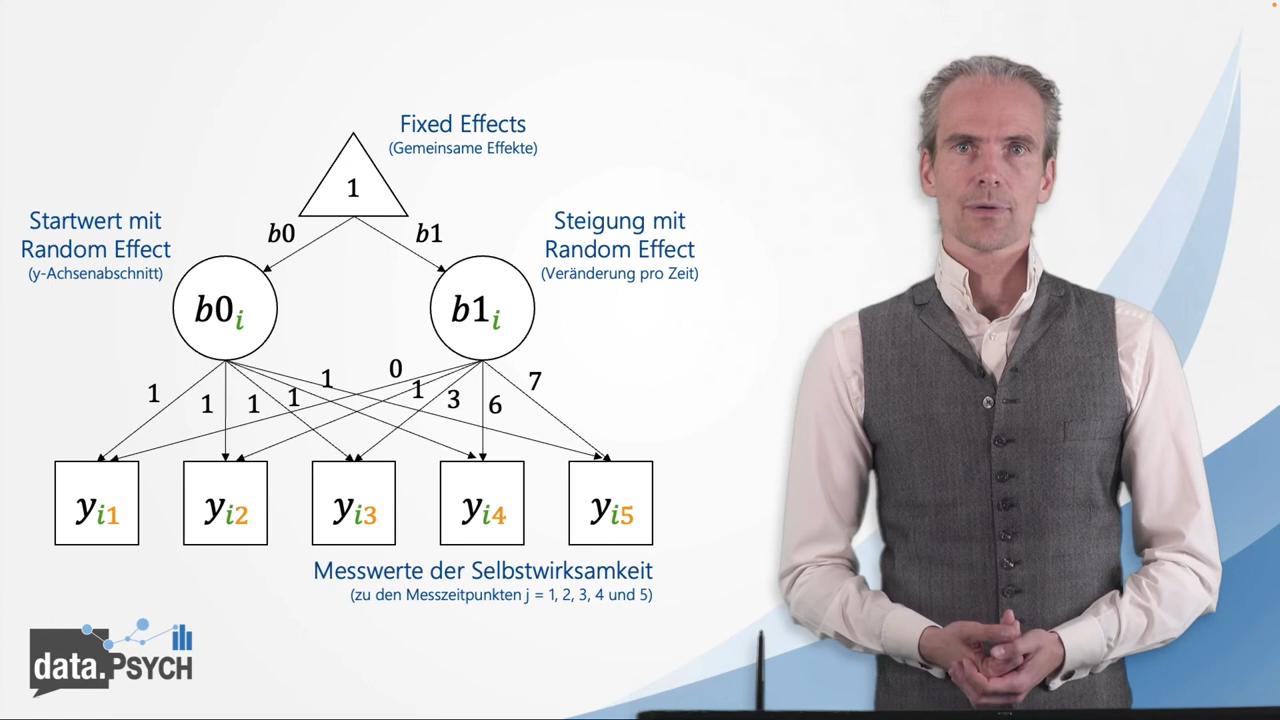 Fixed Effects
(Gemeinsame Effekte)
1
Startwert mit
Random Effect
(y-Achsenabschnitt)
b0
b1
Steigung mit
Random Effect
(Veränderung pro Zeit)
b0i
b1i
1 1 1 1 1
0 1 3 6 7
yi1 yi2 yi3 yi4 yi5
Messwerte der Selbstwirksamkeit
(zu den Messzeitpunkten j = 1, 2, 3, 4 und 5)
data.PSYCH